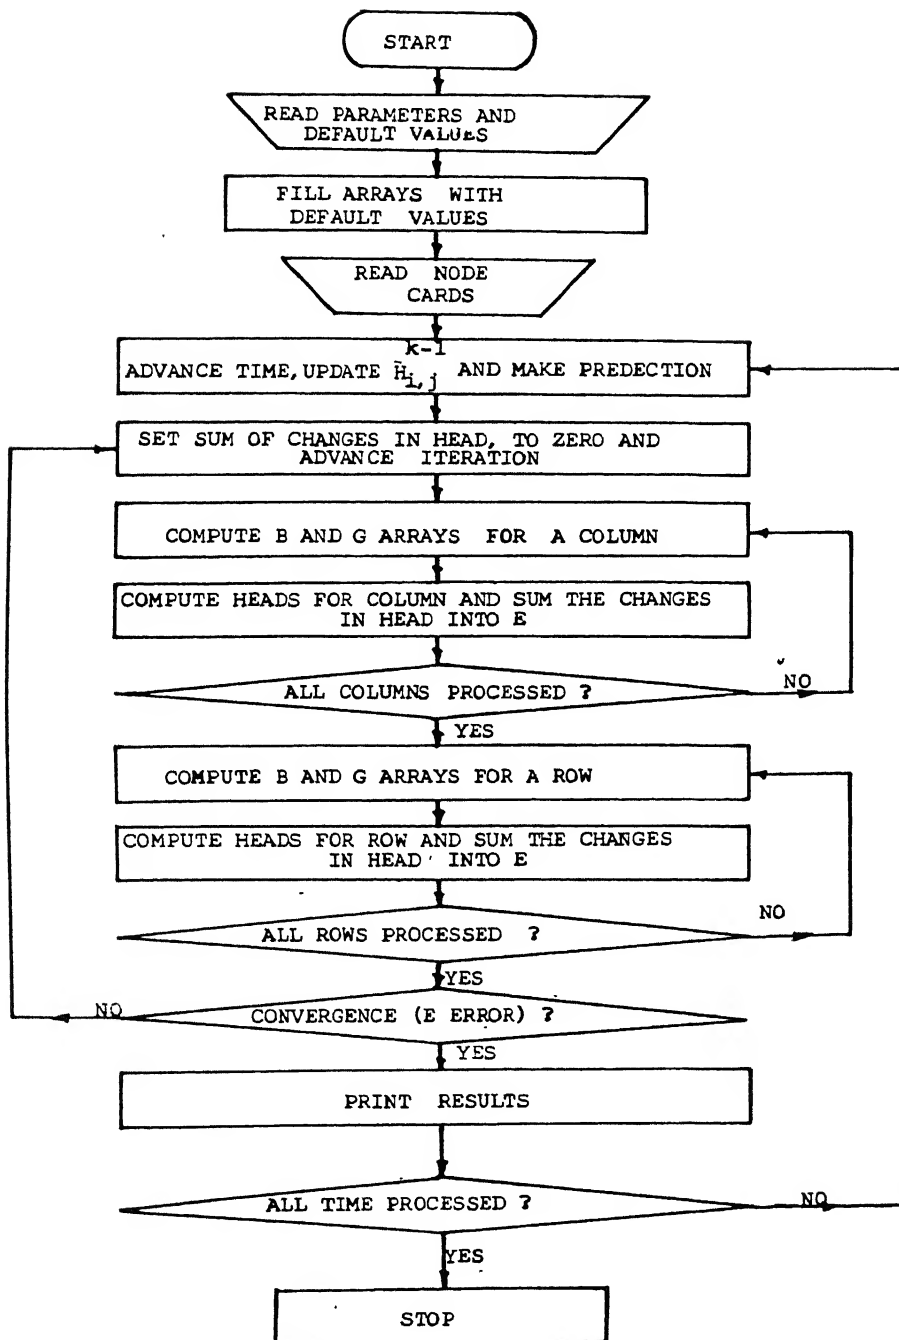 START
READ PARAMETERS AND
DEFAULT VALUES
FILL ARRAYS WITH
DEFAULT VALUES
READ NODE
CARDS
k-1
ADVANCE TIME, UPDATE H̃i,j AND MAKE PREDECTION
SET SUM OF CHANGES IN HEAD, TO ZERO AND
ADVANCE ITERATION
COMPUTE B AND G ARRAYS FOR A COLUMN
COMPUTE HEADS FOR COLUMN AND SUM THE CHANGES
IN HEAD INTO E
ALL COLUMNS PROCESSED ?
NO
YES
COMPUTE B AND G ARRAYS FOR A ROW
COMPUTE HEADS FOR ROW AND SUM THE CHANGES
IN HEAD INTO E
NO
ALL ROWS PROCESSED ?
YES
NO
CONVERGENCE (E ERROR) ?
YES
PRINT RESULTS
ALL TIME PROCESSED ?
NO
YES
STOP